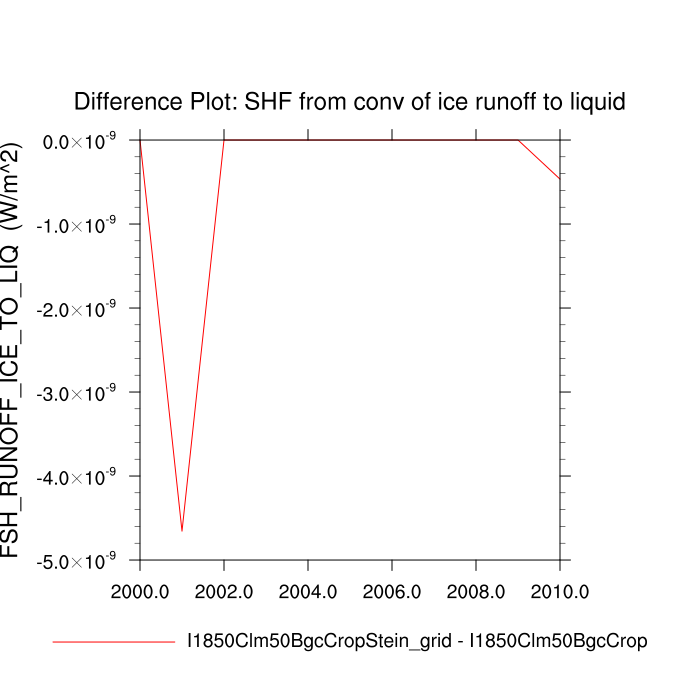 Difference Plot: SHF from conv of ice runoff to liquid
FSH_RUNOFF_ICE_TO_LIQ (W/m^2)
0.0×10⁻⁹
-1.0×10⁻⁹
-2.0×10⁻⁹
-3.0×10⁻⁹
-4.0×10⁻⁹
-5.0×10⁻⁹
2000.0 2002.0 2004.0 2006.0 2008.0 2010.0
I1850Clm50BgcCropStein_grid - I1850Clm50BgcCrop